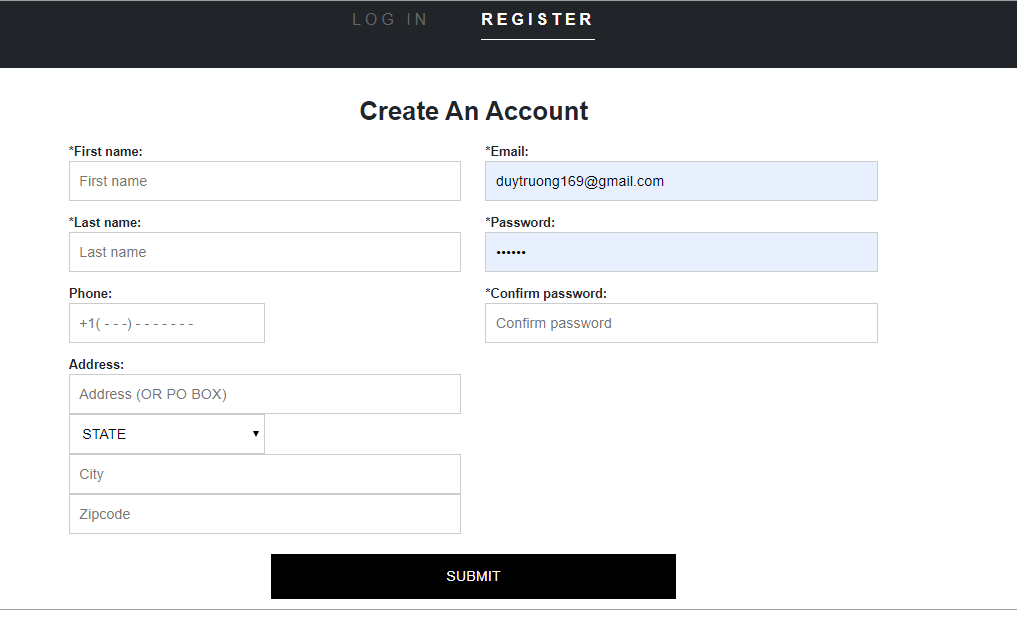 LOG IN REGISTER
Create An Account
*First name:
First name
*Last name:
Last name
Phone:
+1( - - -) - - - - - - -
Address:
Address (OR PO BOX)
STATE
City
Zipcode
*Email:
duytruong169@gmail.com
*Password:
••••••
*Confirm password:
Confirm password
SUBMIT